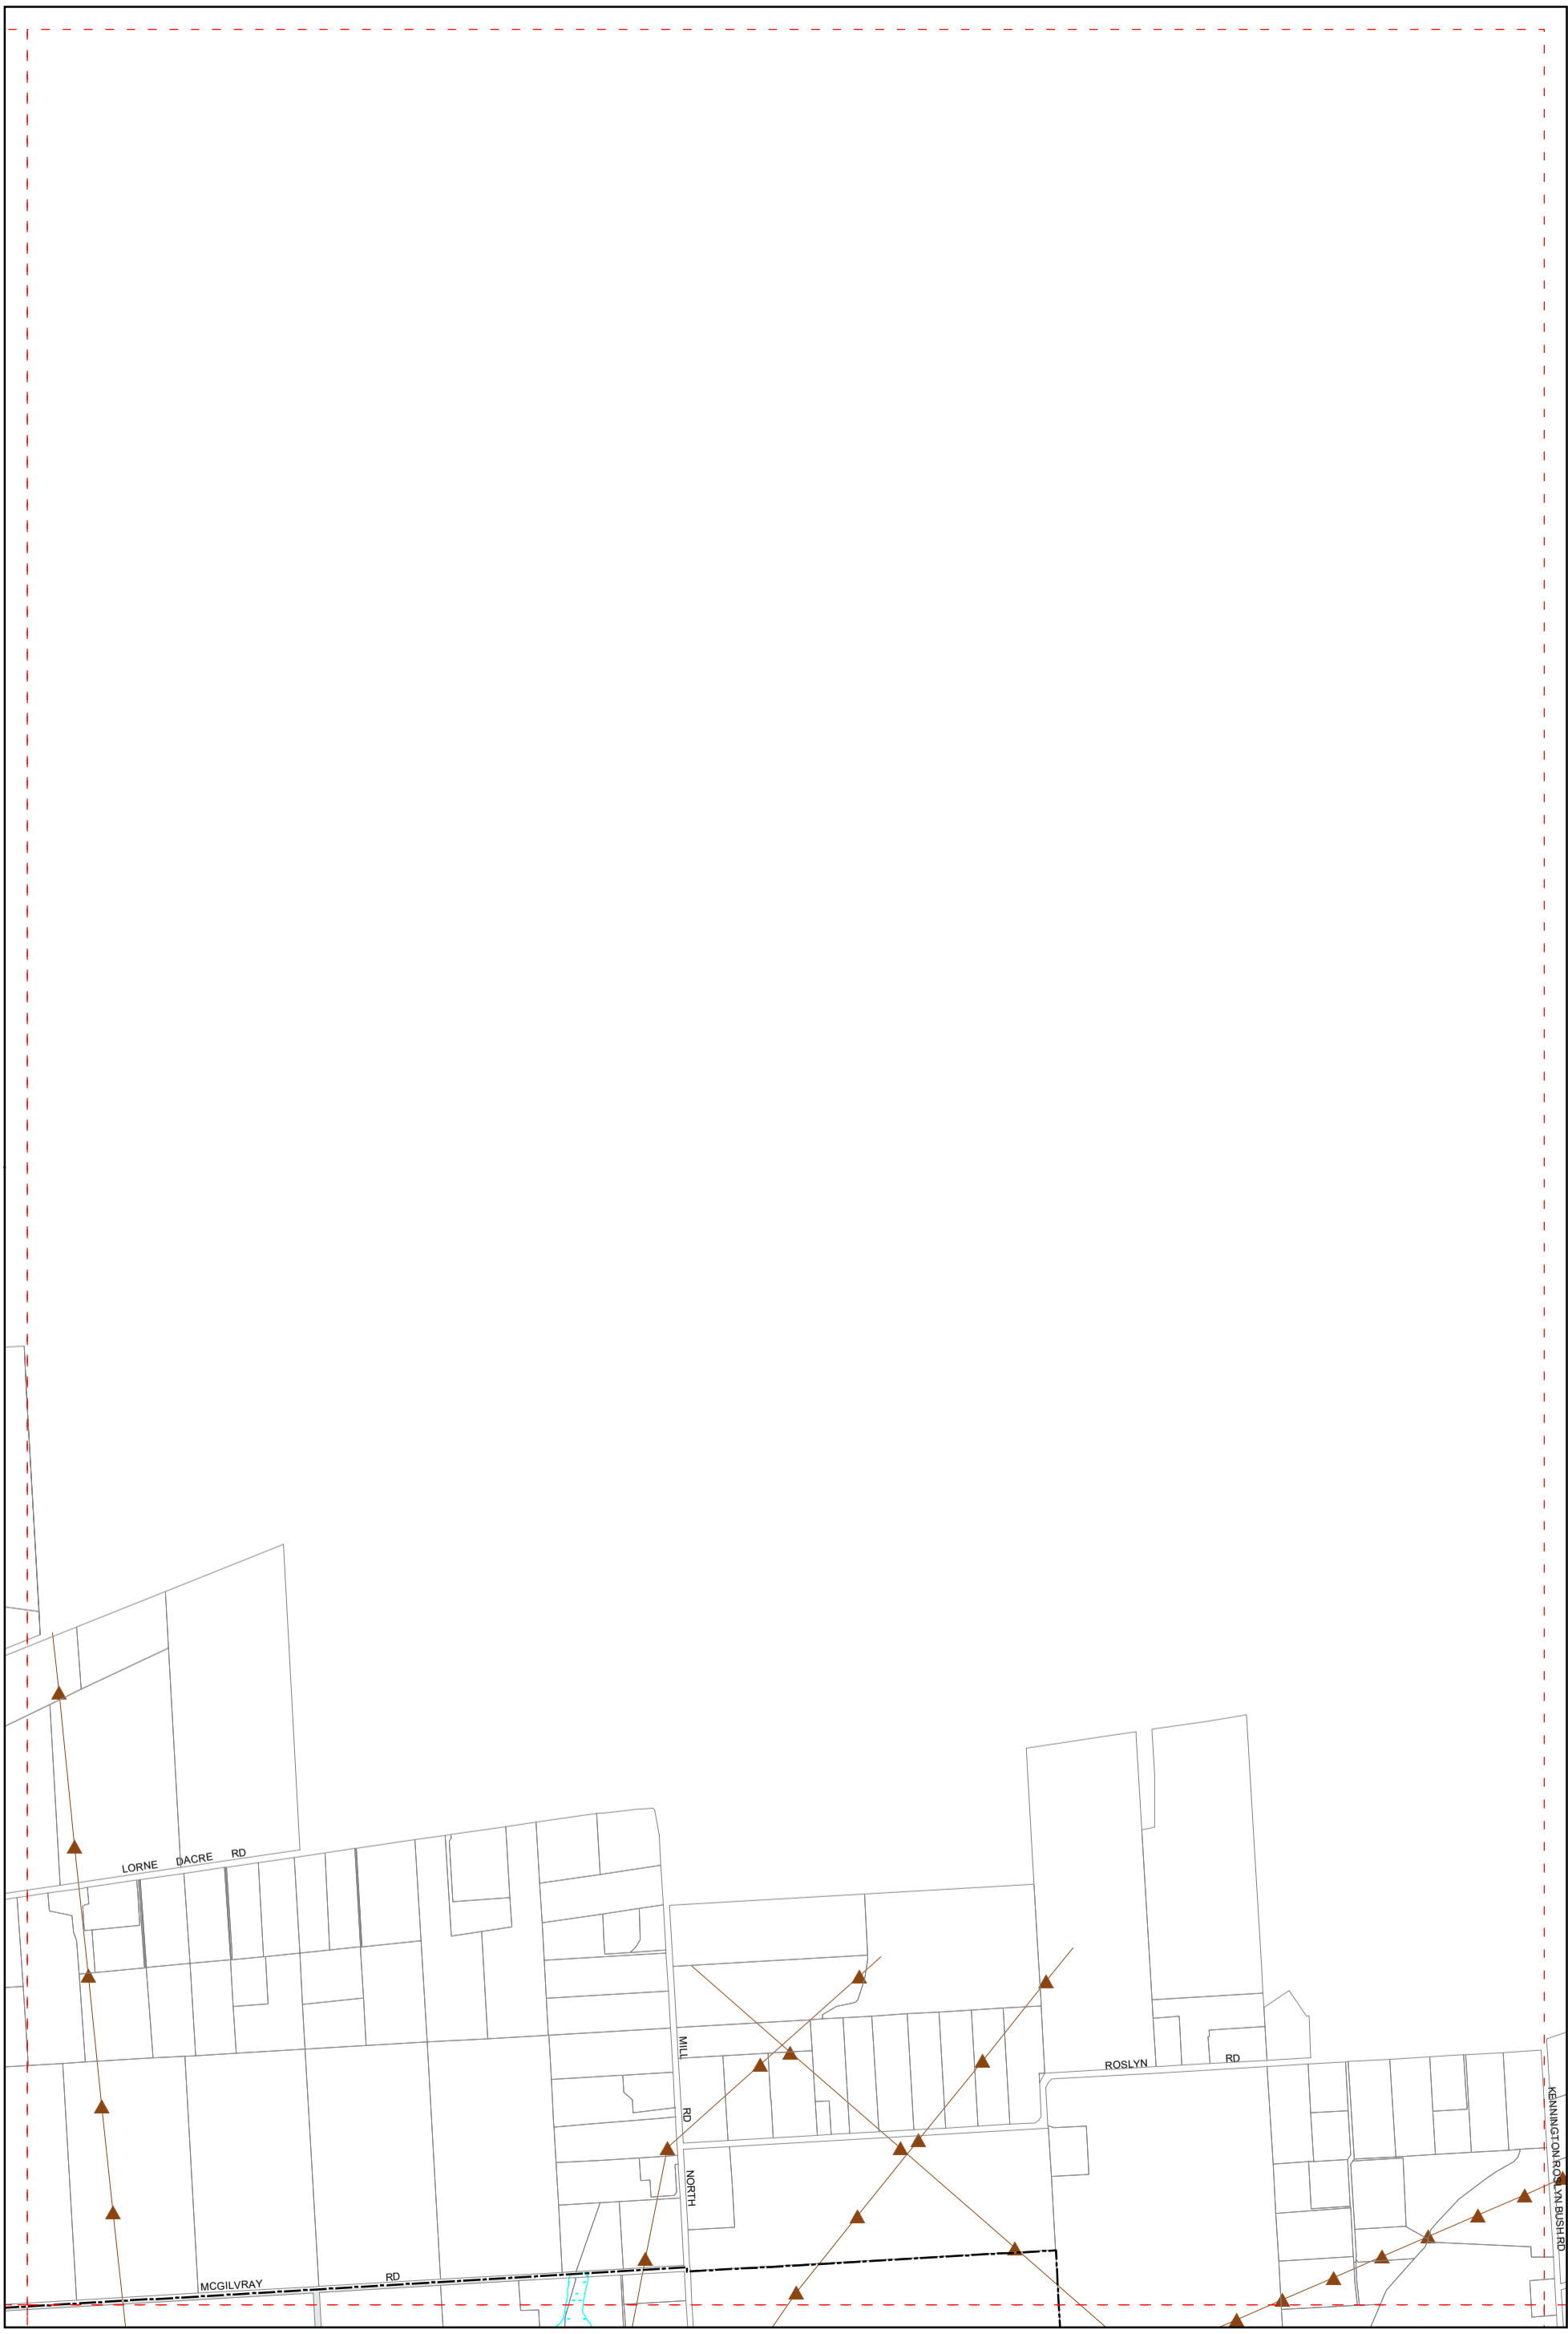 LORNE DACRE RD
MILL RD NORTH
ROSLYN RD
KENNINGTON ROSLYN BUSH RD
MCGILVRAY RD